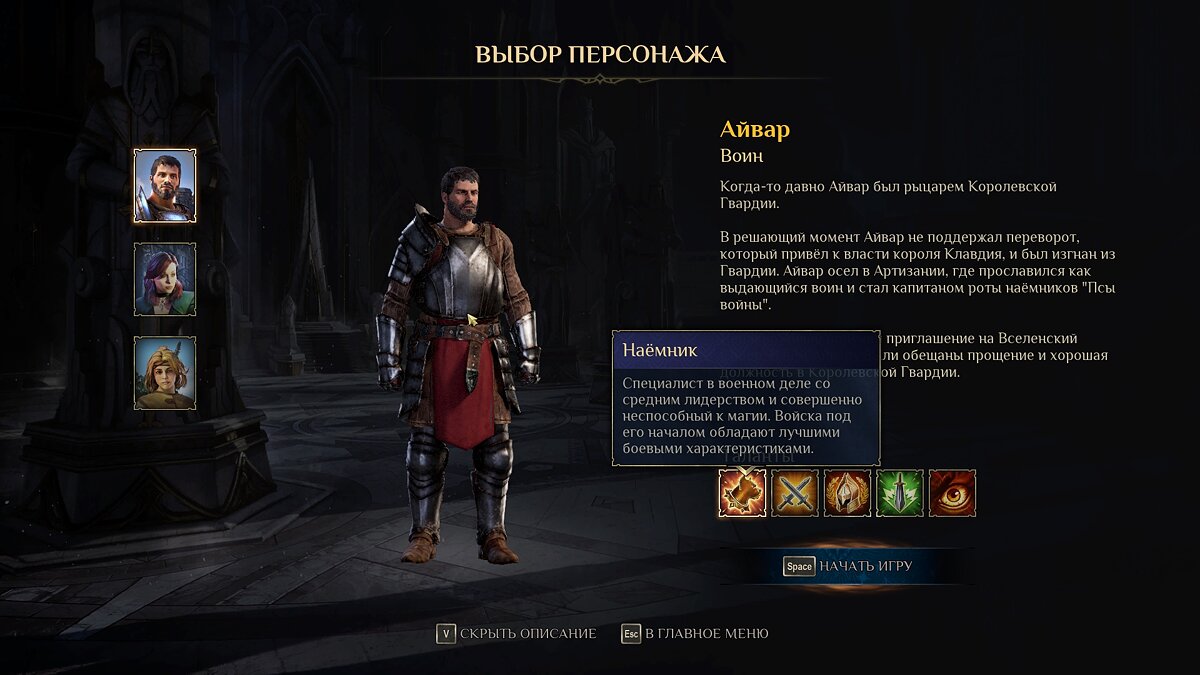 ВЫБОР ПЕРСОНАЖА
Айвар
Воин
Когда-то давно Айвар был рыцарем Королевской
Гвардии.
В решающий момент Айвар не поддержал переворот,
который привёл к власти короля Клавдия, и был изгнан из
Гвардии. Айвар осел в Артизании, где прославился как
выдающийся воин и стал капитаном роты наёмников "Псы
войны".
приглашение на Вселенский
ли обещаны прощение и хорошая
должность в Королевской Гвардии.
Наёмник
Специалист в военном деле со
средним лидерством и совершенно
неспособный к магии. Войска под
его началом обладают лучшими
боевыми характеристиками.
Таланты
Space НАЧАТЬ ИГРУ
V СКРЫТЬ ОПИСАНИЕ Esc В ГЛАВНОЕ МЕНЮ